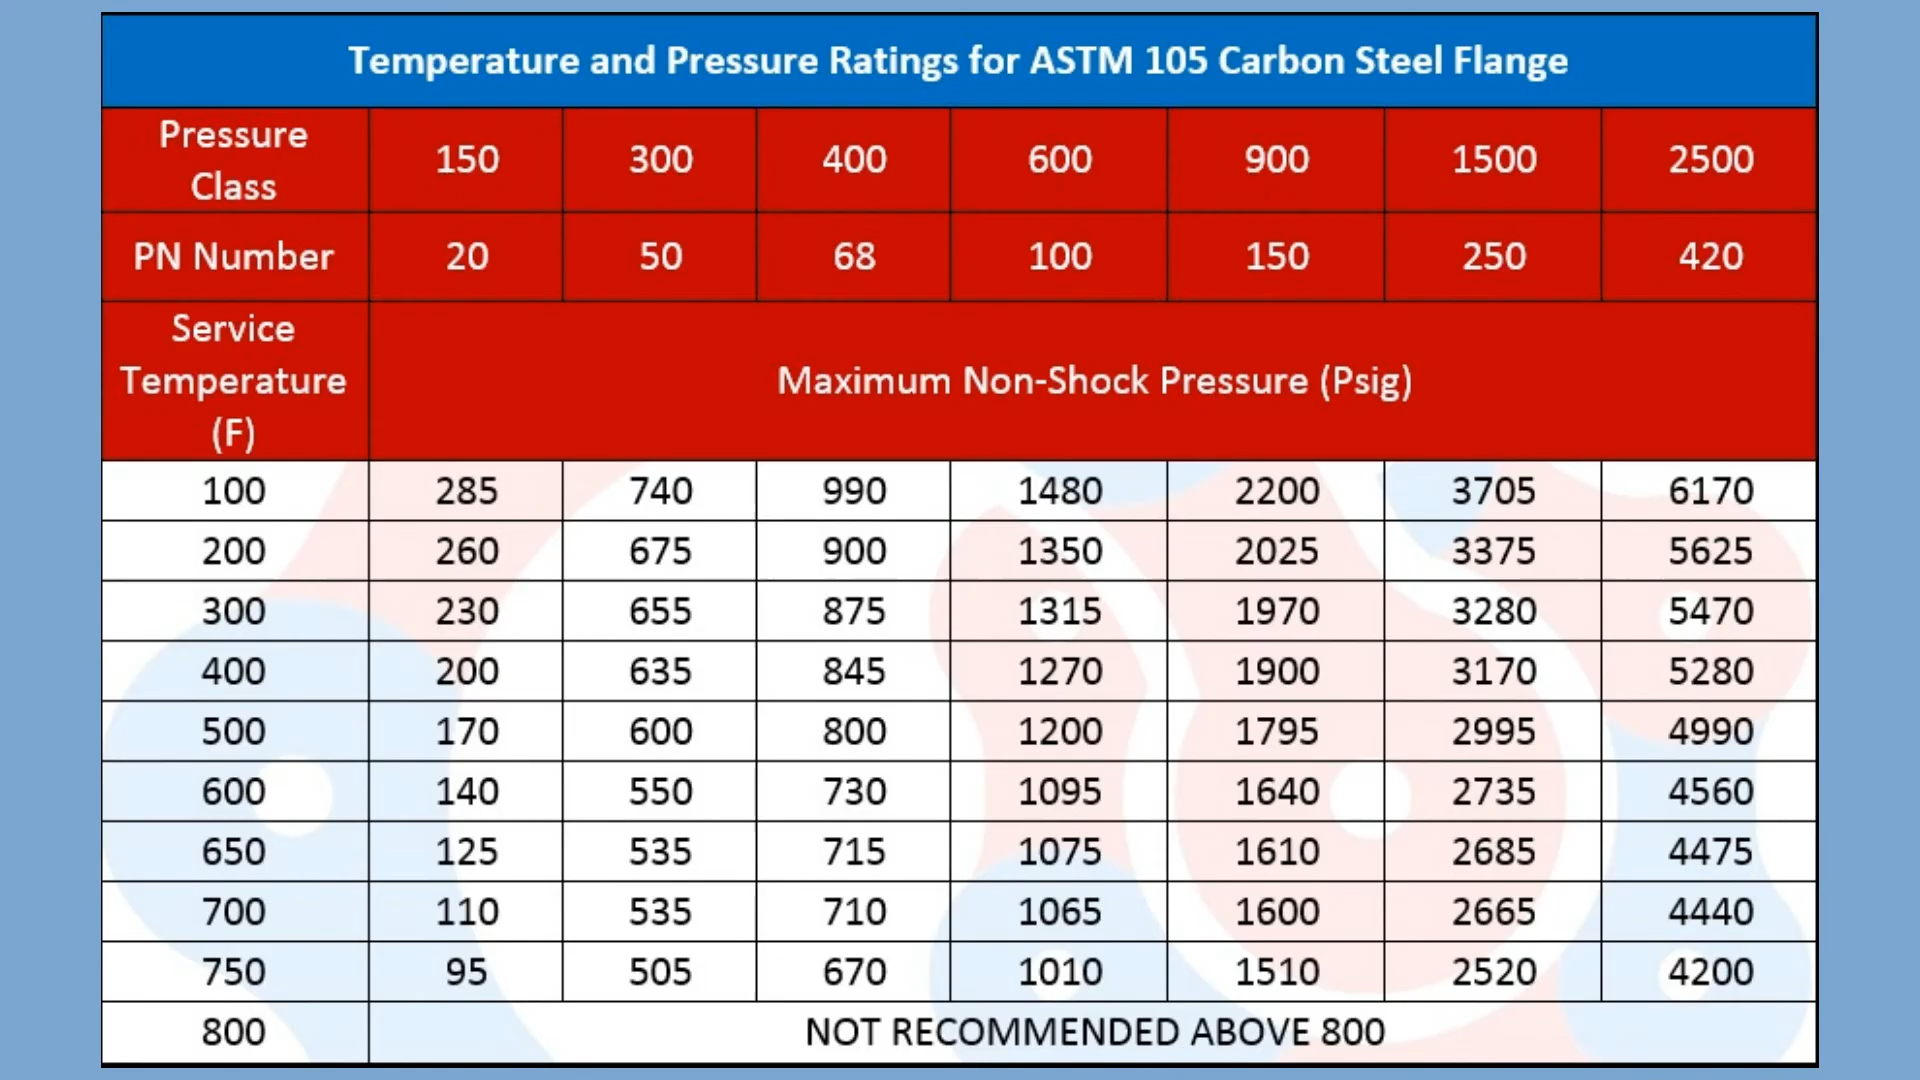 Temperature and Pressure Ratings for ASTM 105 Carbon Steel Flange
Pressure Class 150 300 400 600 900 1500 2500
PN Number 20 50 68 100 150 250 420
Service Temperature (F) Maximum Non-Shock Pressure (Psig)
100 285 740 990 1480 2200 3705 6170
200 260 675 900 1350 2025 3375 5625
300 230 655 875 1315 1970 3280 5470
400 200 635 845 1270 1900 3170 5280
500 170 600 800 1200 1795 2995 4990
600 140 550 730 1095 1640 2735 4560
650 125 535 715 1075 1610 2685 4475
700 110 535 710 1065 1600 2665 4440
750 95 505 670 1010 1510 2520 4200
800 NOT RECOMMENDED ABOVE 800